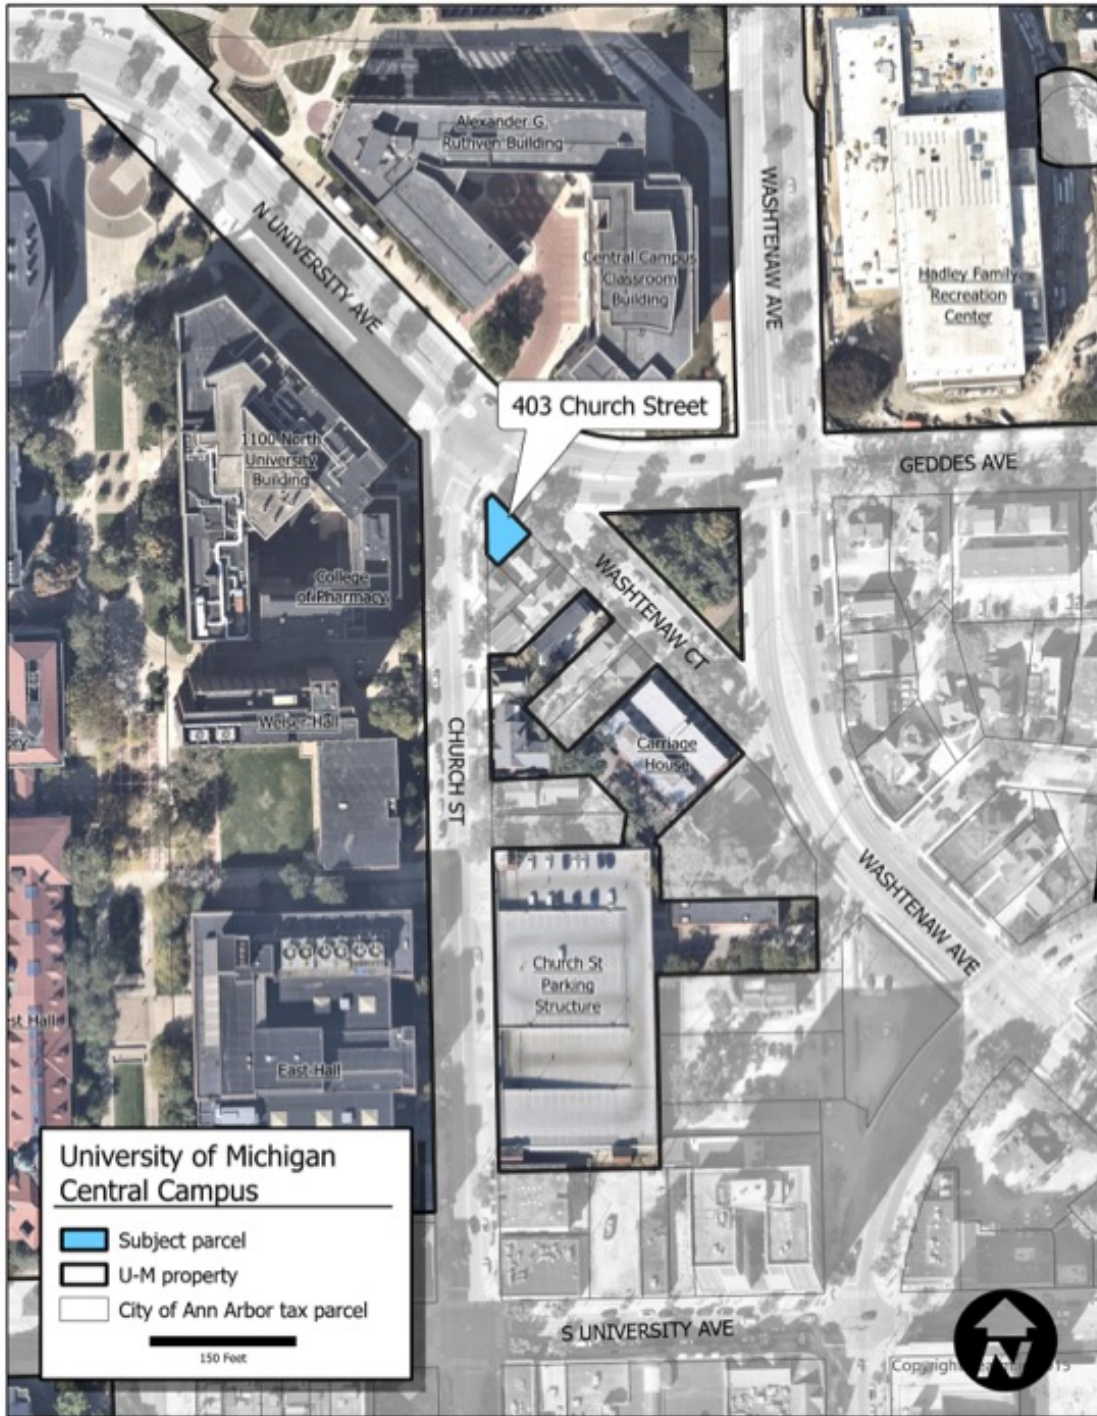 Alexander G.
Ruthven Building
N UNIVERSITY AVE
WASHTENAW AVE
Central Campus
Classroom
Building
Hadley Family
Recreation
Center
403 Church Street
GEDDES AVE
1100 North
University
Building
College
of Pharmacy
WASHTENAW CT
Weiser Hall
CHURCH ST
Carriage
House
WASHTENAW AVE
Church St
Parking
Structure
st Hall
East Hall
University of Michigan
Central Campus
Subject parcel
U-M property
City of Ann Arbor tax parcel
150 Feet
S UNIVERSITY AVE
N
Copyright